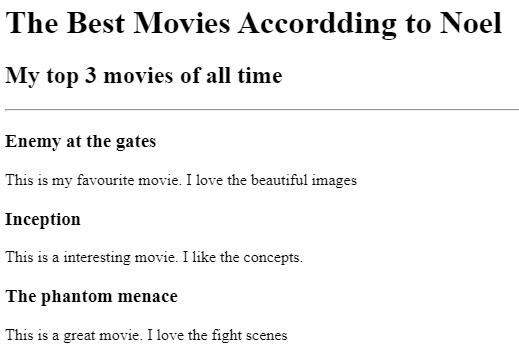 The Best Movies Accordding to Noel
My top 3 movies of all time
Enemy at the gates
This is my favourite movie. I love the beautiful images
Inception
This is a interesting movie. I like the concepts.
The phantom menace
This is a great movie. I love the fight scenes